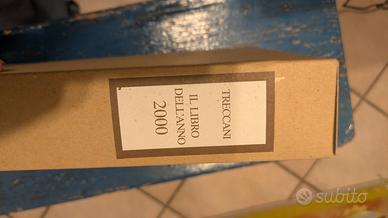 TRECCANI
IL LIBRO
DELL'ANNO
2000
subito